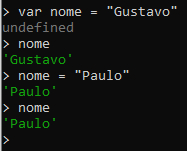 > var nome = "Gustavo"
undefined
> nome
'Gustavo'
> nome = "Paulo"
'Paulo'
> nome
'Paulo'
>